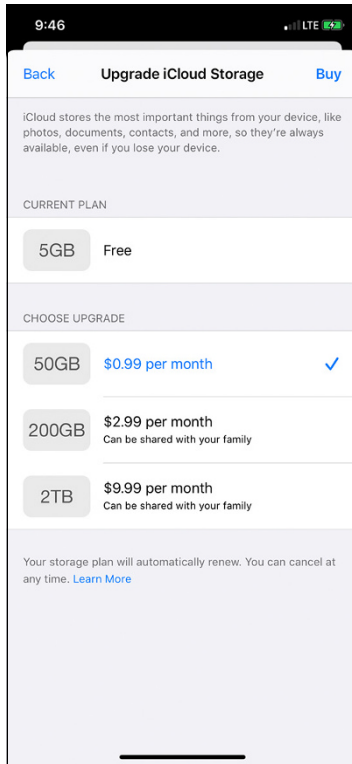 9:46
LTE
Back
Upgrade iCloud Storage
Buy
iCloud stores the most important things from your device, like
photos, documents, contacts, and more, so they're always
available, even if you lose your device.
CURRENT PLAN
5GB
Free
CHOOSE UPGRADE
50GB
$0.99 per month
200GB
$2.99 per month
Can be shared with your family
2TB
$9.99 per month
Can be shared with your family
Your storage plan will automatically renew. You can cancel at
any time. Learn More